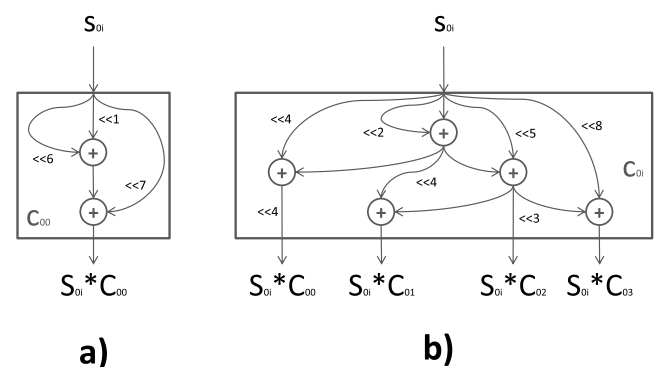 S0i
S0i
<<1
<<6
<<7
C00
+
+
<<4
<<2
<<5
<<8
+
+
+
C0i
<<4
<<4
<<3
+
+
S0i*C00
S0i*C00
S0i*C01
S0i*C02
S0i*C03
a)
b)